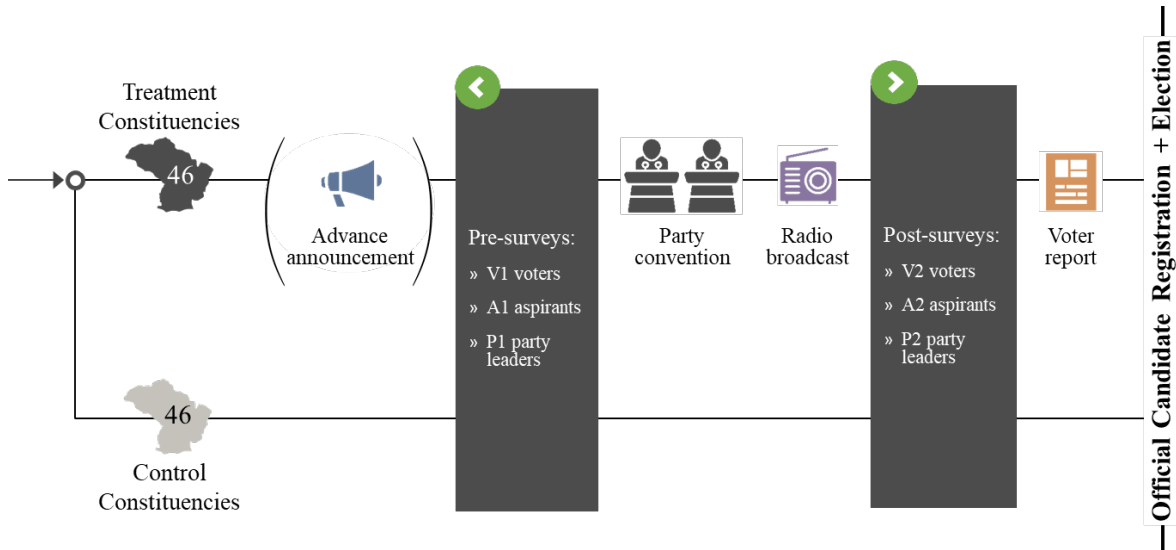 Treatment
Constituencies
46
Advance
announcement
Pre-surveys:
» V1 voters
» A1 aspirants
» P1 party
leaders
Party
convention
Radio
broadcast
Post-surveys:
» V2 voters
» A2 aspirants
» P2 party
leaders
Voter
report
Official Candidate Registration + Election
46
Control
Constituencies